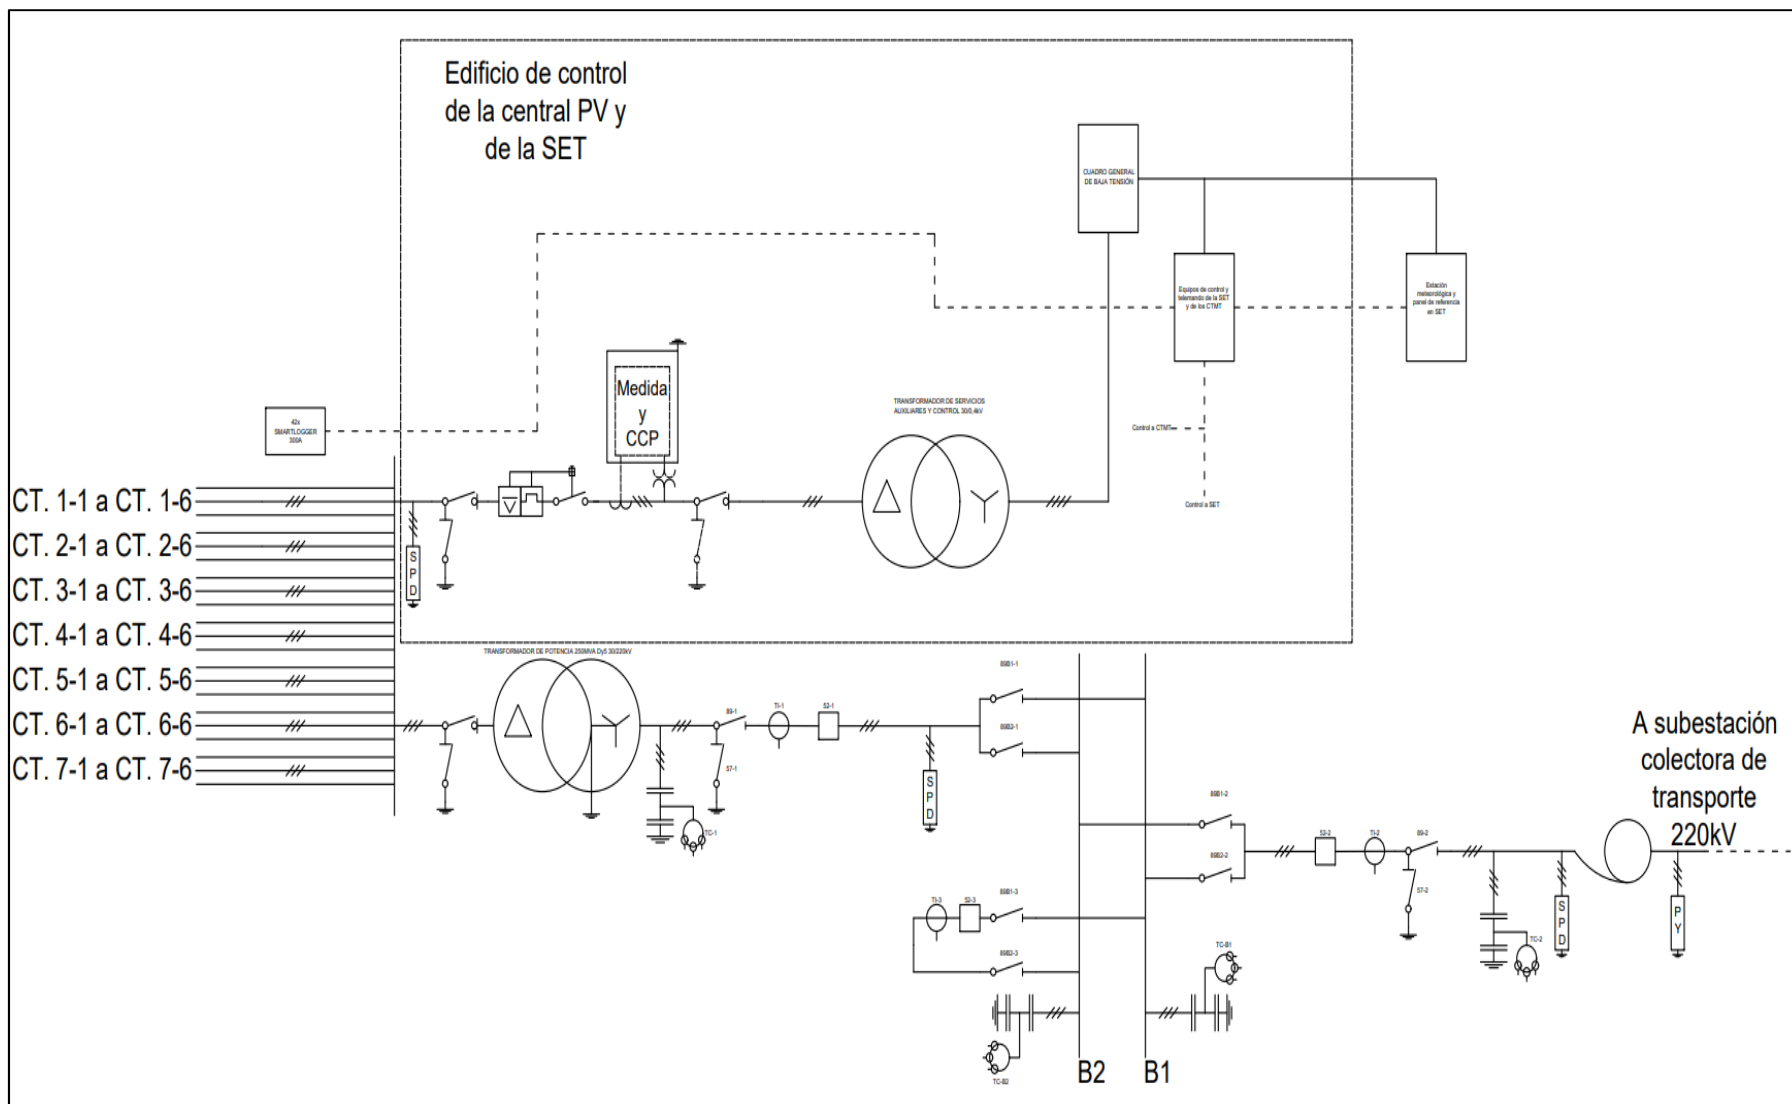 Edificio de control
de la central PV y
de la SET
CUADRO GENERAL
DE BAJA TENSIÓN
Equipos de control y
telemando de la SET
y de los CTMT
Estación
meteorológica y
panel de referencia
en SET
Medida
y
CCP
TRANSFORMADOR DE SERVICIOS
AUXILIARES Y CONTROL 30/0,4kV
42x
SMARTLOGGER
300A
Control a CTMT
Control a SET
CT. 1-1 a CT. 1-6
CT. 2-1 a CT. 2-6
CT. 3-1 a CT. 3-6
CT. 4-1 a CT. 4-6
CT. 5-1 a CT. 5-6
CT. 6-1 a CT. 6-6
CT. 7-1 a CT. 7-6
S
P
D
TRANSFORMADOR DE POTENCIA 250MVA Dy5 30/220kV
89-1
57-1
TI-1
52-1
TC-1
S
P
D
89B1-1
89B2-1
89B1-2
89B2-2
52-2
TI-2
89-2
57-2
TC-2
S
P
D
P
Y
A subestación
colectora de
transporte
220kV
TI-3
52-3
89B1-3
89B2-3
TC-B1
TC-B2
B2
B1